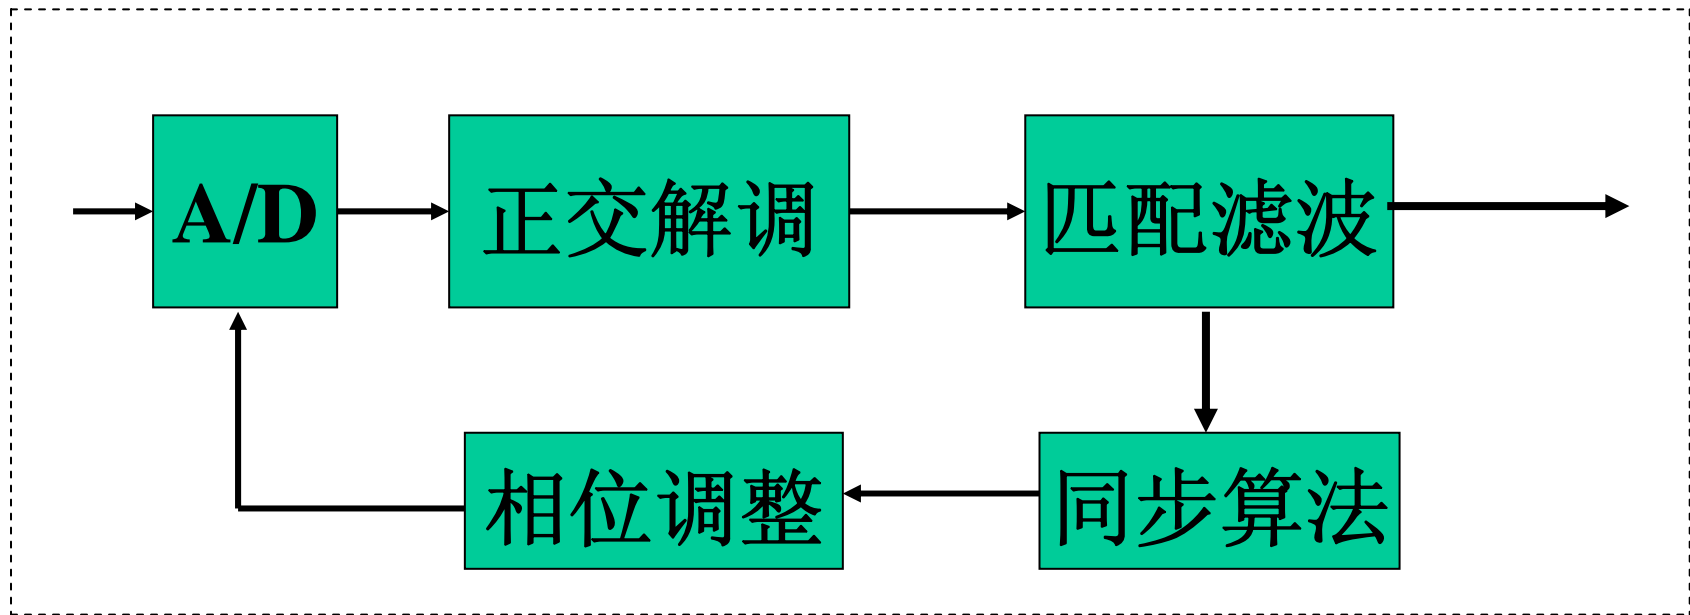 A/D
正交解调
匹配滤波
相位调整
同步算法